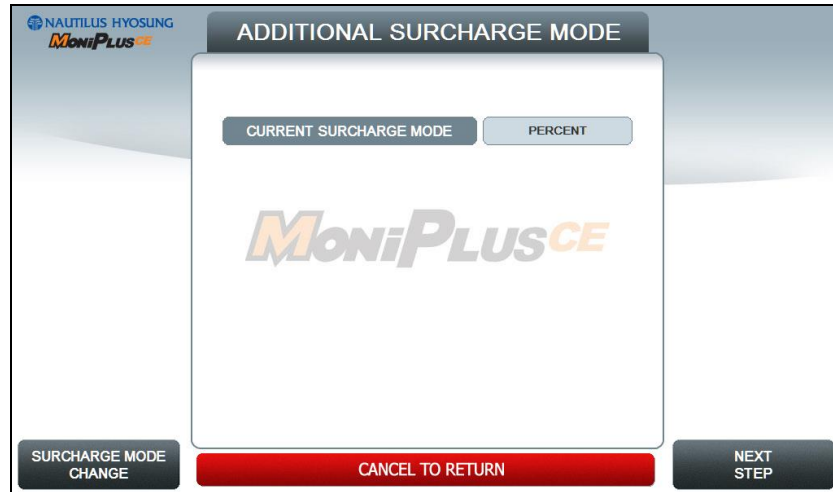 NAUTILUS HYOSUNG
MONiPLUSCE
ADDITIONAL SURCHARGE MODE
CURRENT SURCHARGE MODE PERCENT
MONiPLUSCE
SURCHARGE MODE
CHANGE
CANCEL TO RETURN
NEXT
STEP